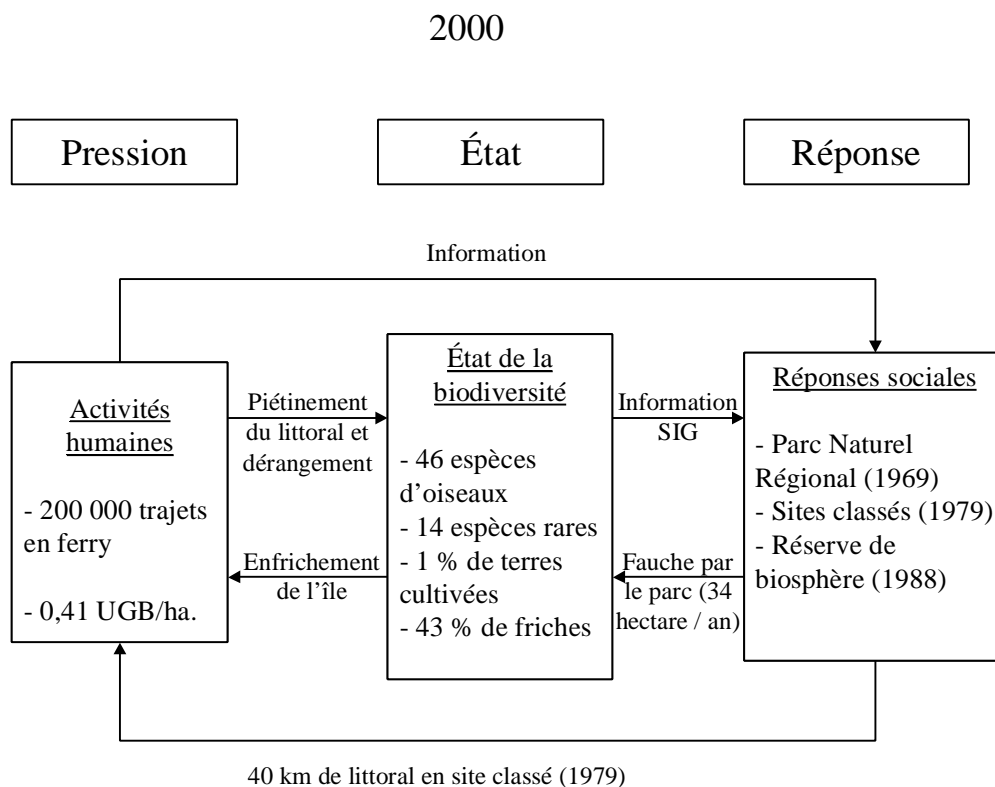 2000
Pression
État
Réponse
Information
Activités
humaines
- 200 000 trajets
en ferry
- 0,41 UGB/ha.
Piétinement
du littoral et
dérangement
Enfrichement
de l’île
État de la
biodiversité
- 46 espèces
d’oiseaux
- 14 espèces rares
- 1 % de terres
cultivées
- 43 % de friches
Information
SIG
Fauche par
le parc (34
hectare / an)
Réponses sociales
- Parc Naturel
Régional (1969)
- Sites classés (1979)
- Réserve de
biosphère (1988)
40 km de littoral en site classé (1979)